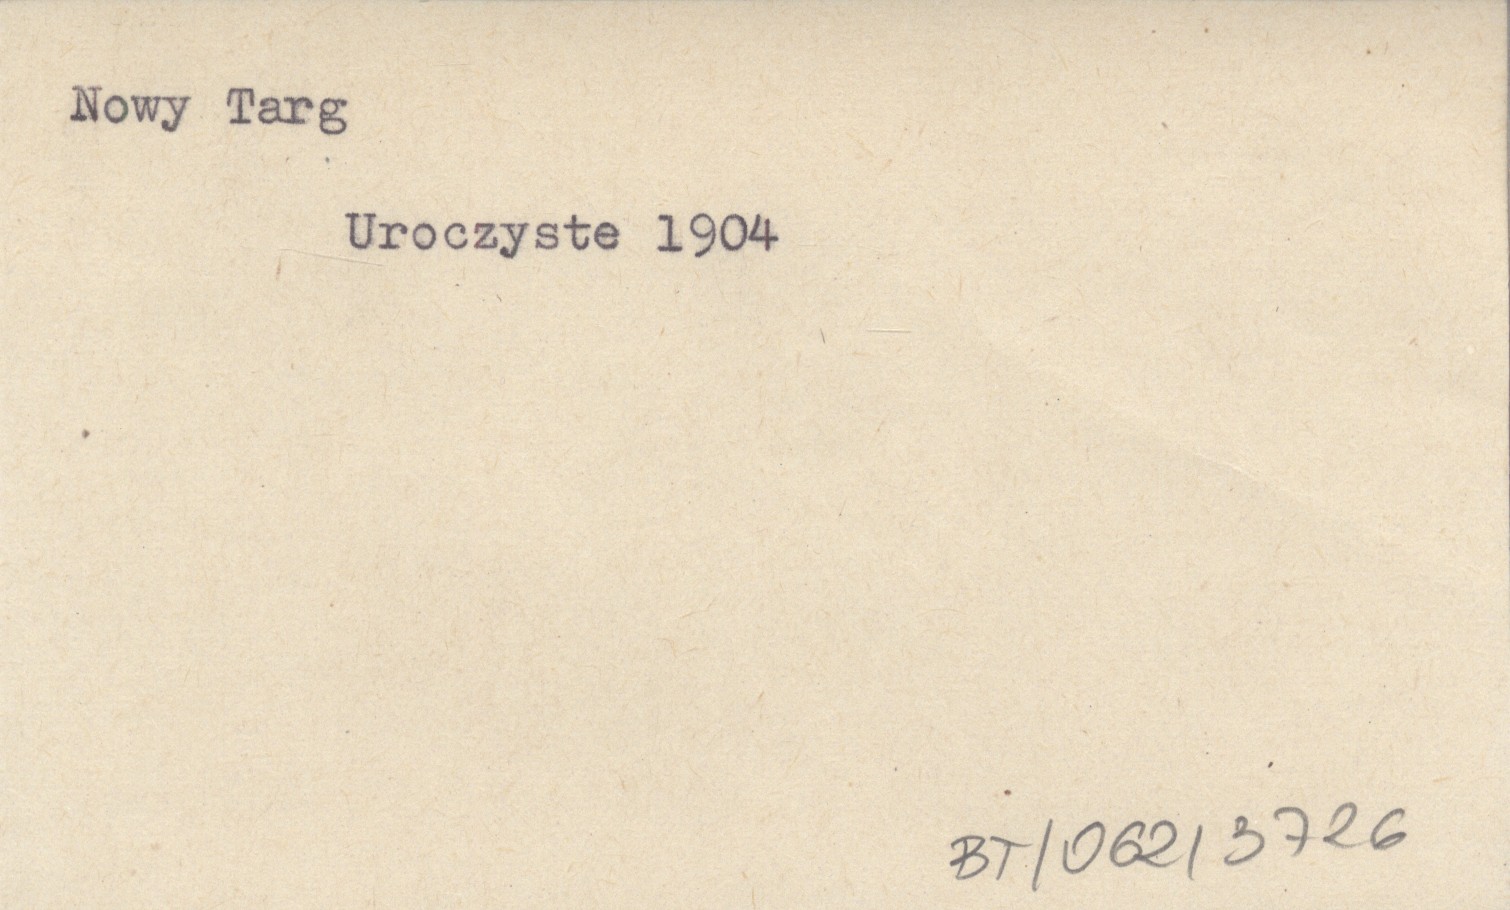 Nowy Targ
Uroczyste 1904
BT/062/3726